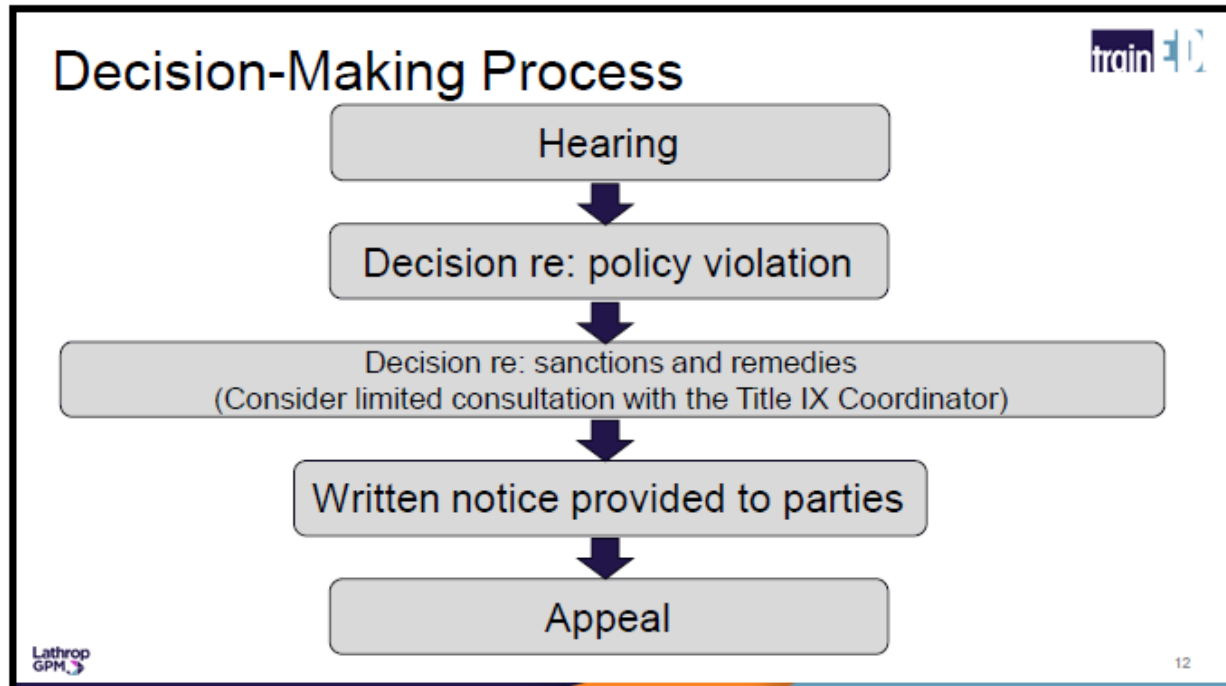 Decision-Making Process
trainED
Hearing
Decision re: policy violation
Decision re: sanctions and remedies
(Consider limited consultation with the Title IX Coordinator)
Written notice provided to parties
Appeal
Lathrop
GPM
12